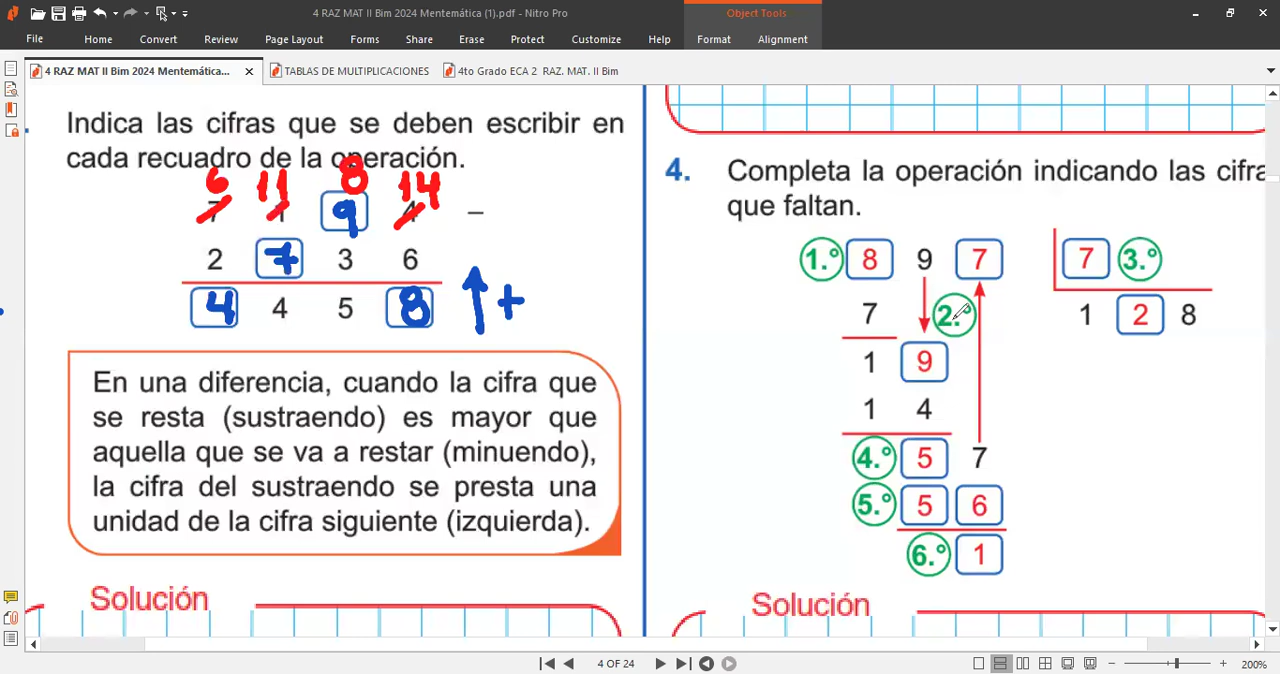 4 RAZ MAT II Bim 2024 Mentemática (1).pdf - Nitro Pro
Object Tools
File Home Convert Review Page Layout Forms Share Erase Protect Customize Help Format Alignment
4 RAZ MAT II Bim 2024 Mentemática... TABLAS DE MULTIPLICACIONES 4to Grado ECA 2 RAZ. MAT. II Bim
Indica las cifras que se deben escribir en
cada recuadro de la operación.
6 11 8 14
7 1 9 4 −
2 7 3 6
4 4 5 8 +
En una diferencia, cuando la cifra que
se resta (sustraendo) es mayor que
aquella que se va a restar (minuendo),
la cifra del sustraendo se presta una
unidad de la cifra siguiente (izquierda).
Solución
4. Completa la operación indicando las cifra
que faltan.
1.º 8 9 7 7 3.º
7 2.º 1 2 8
1 9
1 4
4.º 5 7
5.º 5 6
6.º 1
Solución
4 OF 24
200%